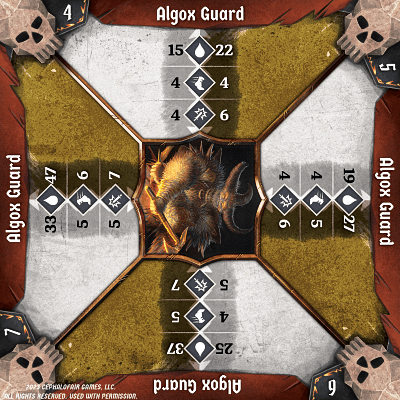 4
Algox Guard
15 22
4 4
4 6
5
Algox Guard
19 27
4 5
4 6
6
Algox Guard
25 37
4 5
5 7
7
Algox Guard
33 47
5 6
5 7
2023 CEPHALOFAIR GAMES, LLC.
ALL RIGHTS RESERVED. USED WITH PERMISSION.